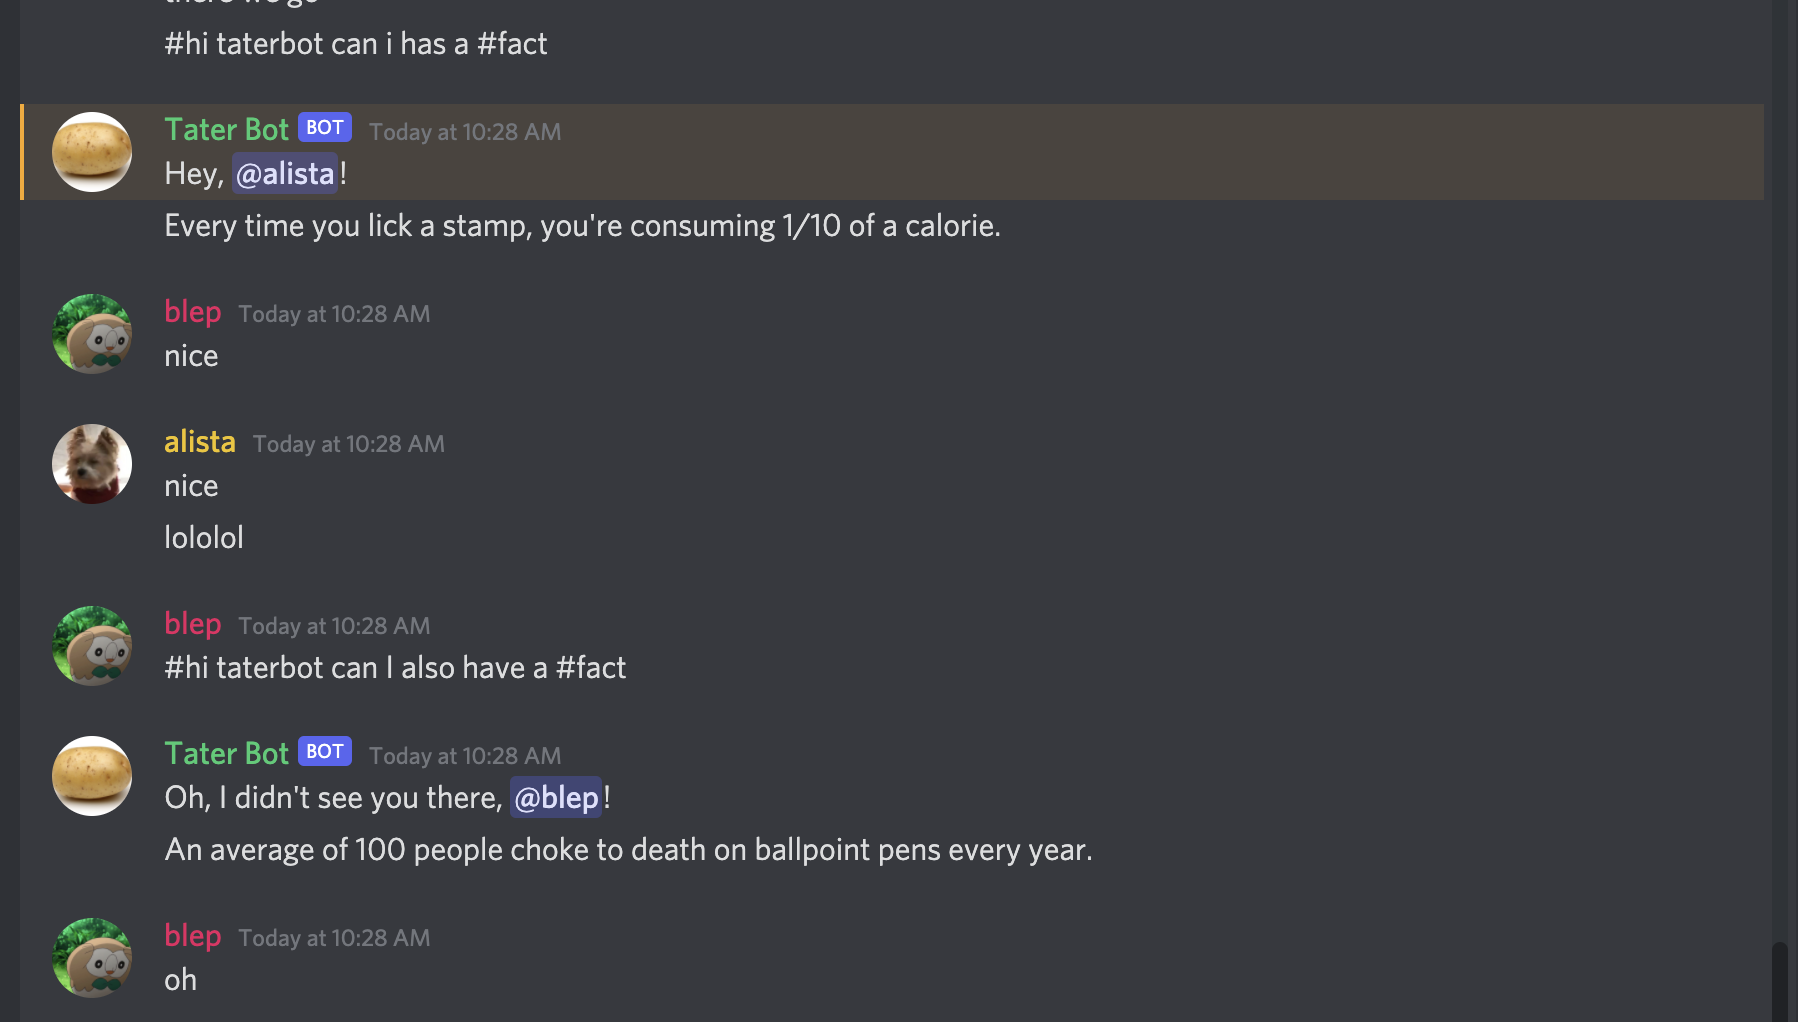 there we go
#hi taterbot can i has a #fact
Tater Bot BOT Today at 10:28 AM
Hey, @alista!
Every time you lick a stamp, you're consuming 1/10 of a calorie.
blep Today at 10:28 AM
nice
alista Today at 10:28 AM
nice
lololol
blep Today at 10:28 AM
#hi taterbot can I also have a #fact
Tater Bot BOT Today at 10:28 AM
Oh, I didn't see you there, @blep!
An average of 100 people choke to death on ballpoint pens every year.
blep Today at 10:28 AM
oh